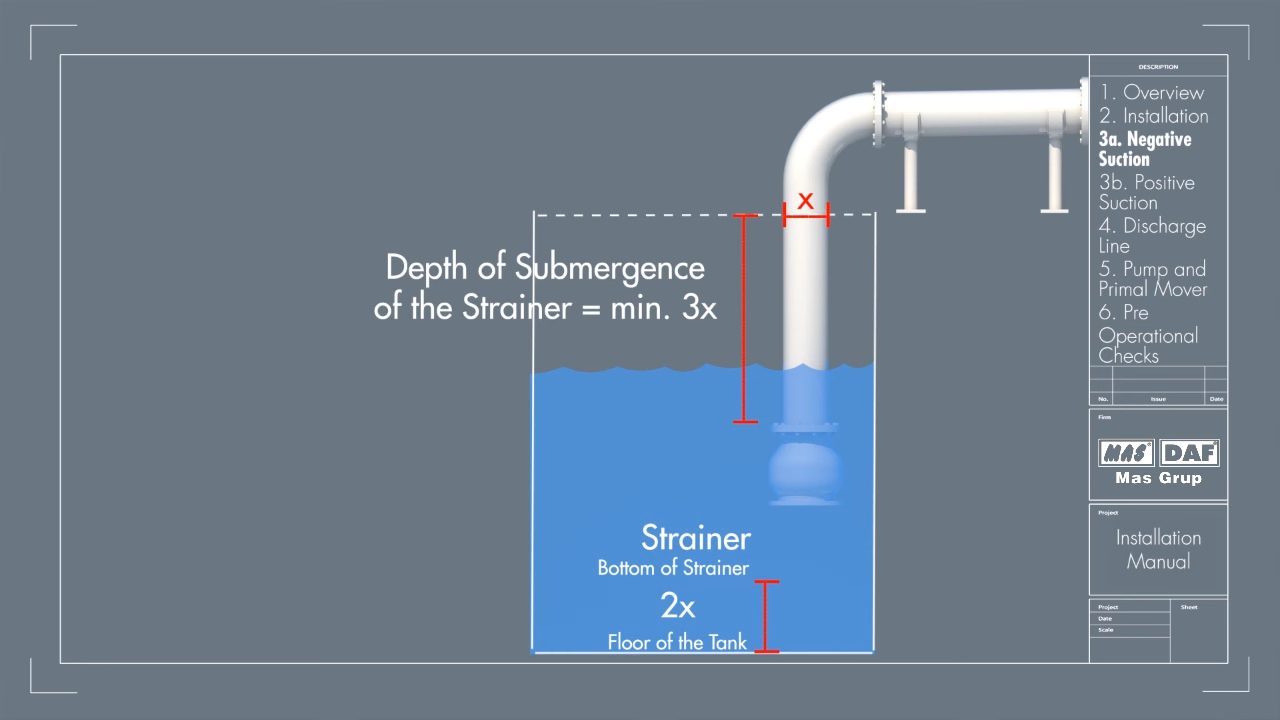 X
Depth of Submergence
of the Strainer = min. 3x
Strainer
Bottom of Strainer
2x
Floor of the Tank
DESCRIPTION
1. Overview
2. Installation
3a. Negative
Suction
3b. Positive
Suction
4. Discharge
Line
5. Pump and
Primal Mover
6. Pre
Operational
Checks
No. Issue Date
Firm
MAS DAF
Mas Grup
Project
Installation
Manual
Project Sheet
Date
Scale